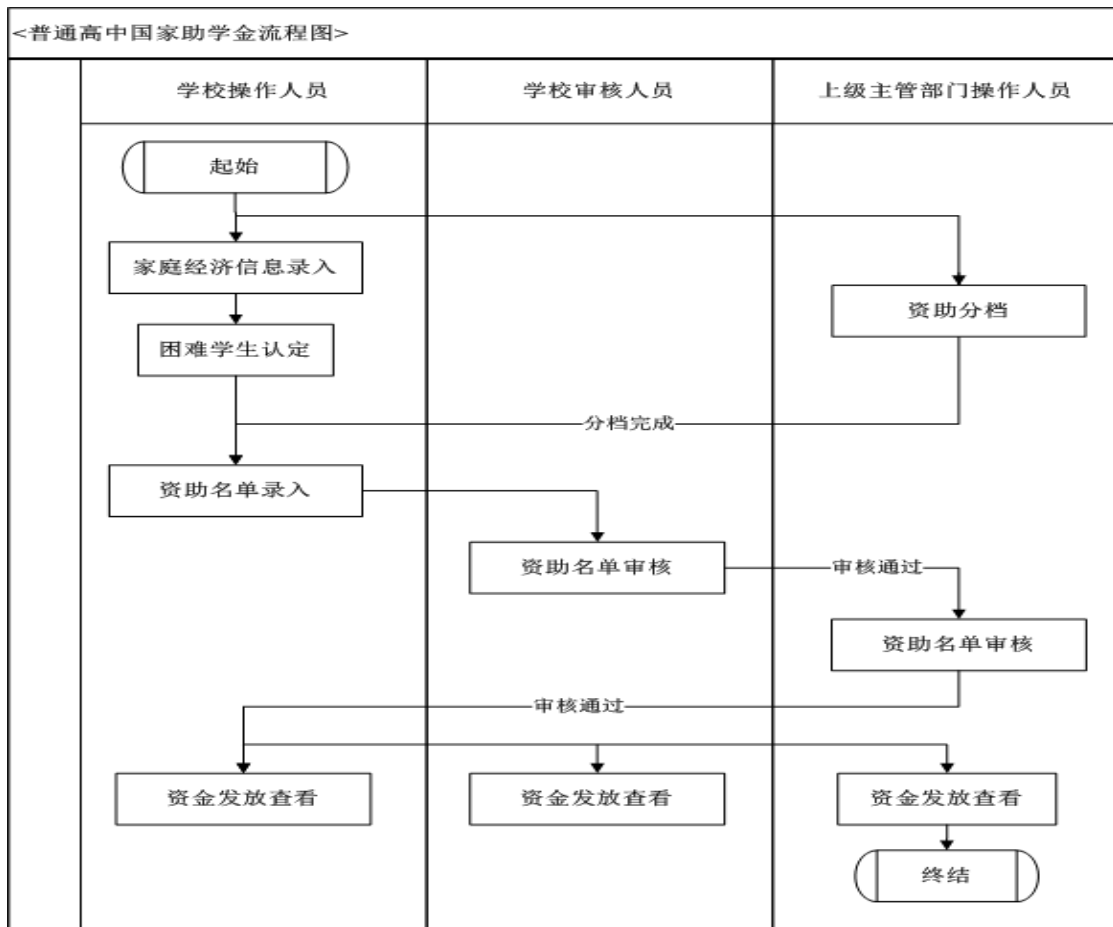 <普通高中国家助学金流程图>
学校操作人员
学校审核人员
上级主管部门操作人员
起始
家庭经济信息录入
资助分档
困难学生认定
分档完成
资助名单录入
资助名单审核
审核通过
资助名单审核
审核通过
资金发放查看
资金发放查看
资金发放查看
终结